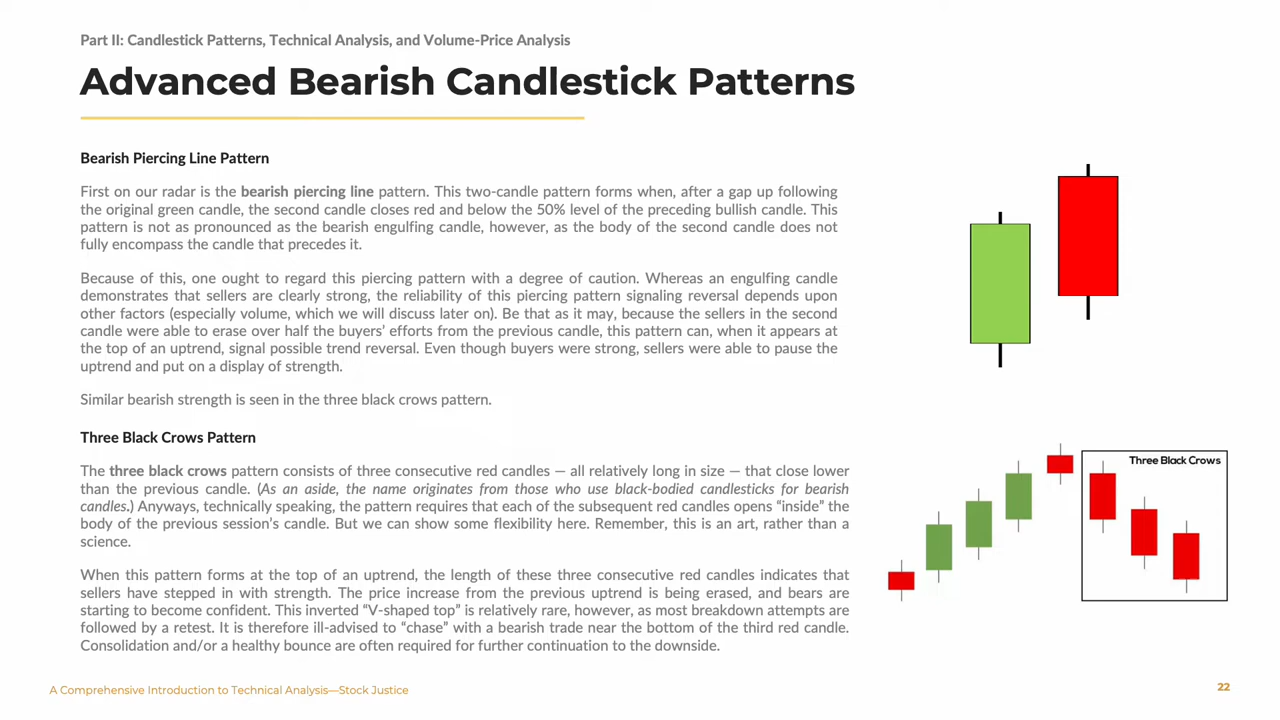 Part II: Candlestick Patterns, Technical Analysis, and Volume-Price Analysis
Advanced Bearish Candlestick Patterns
Bearish Piercing Line Pattern
First on our radar is the bearish piercing line pattern. This two-candle pattern forms when, after a gap up following
the original green candle, the second candle closes red and below the 50% level of the preceding bullish candle. This
pattern is not as pronounced as the bearish engulfing candle, however, as the body of the second candle does not
fully encompass the candle that precedes it.
Because of this, one ought to regard this piercing pattern with a degree of caution. Whereas an engulfing candle
demonstrates that sellers are clearly strong, the reliability of this piercing pattern signaling reversal depends upon
other factors (especially volume, which we will discuss later on). Be that as it may, because the sellers in the second
candle were able to erase over half the buyers' efforts from the previous candle, this pattern can, when it appears at
the top of an uptrend, signal possible trend reversal. Even though buyers were strong, sellers were able to pause the
uptrend and put on a display of strength.
Similar bearish strength is seen in the three black crows pattern.
Three Black Crows Pattern
The three black crows pattern consists of three consecutive red candles — all relatively long in size — that close lower
than the previous candle. (As an aside, the name originates from those who use black-bodied candlesticks for bearish
candles.) Anyways, technically speaking, the pattern requires that each of the subsequent red candles opens "inside" the
body of the previous session's candle. But we can show some flexibility here. Remember, this is an art, rather than a
science.
When this pattern forms at the top of an uptrend, the length of these three consecutive red candles indicates that
sellers have stepped in with strength. The price increase from the previous uptrend is being erased, and bears are
starting to become confident. This inverted "V-shaped top" is relatively rare, however, as most breakdown attempts are
followed by a retest. It is therefore ill-advised to "chase" with a bearish trade near the bottom of the third red candle.
Consolidation and/or a healthy bounce are often required for further continuation to the downside.
Three Black Crows
A Comprehensive Introduction to Technical Analysis—Stock Justice
22